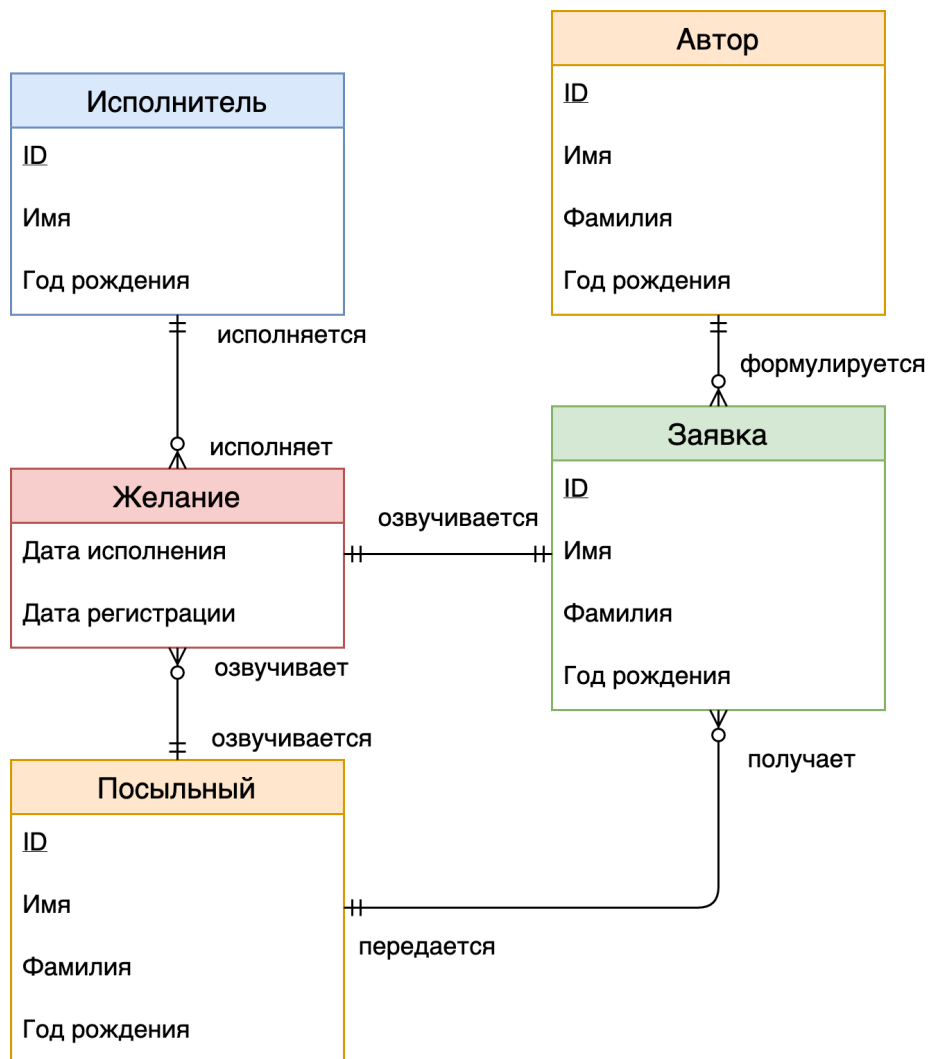 Автор
ID
Имя
Фамилия
Год рождения
Исполнитель
ID
Имя
Год рождения
исполняется
формулируется
исполняет
Желание
Дата исполнения
Дата регистрации
озвучивается
Заявка
ID
Имя
Фамилия
Год рождения
озвучивает
озвучивается
получает
Посыльный
ID
Имя
Фамилия
Год рождения
передается